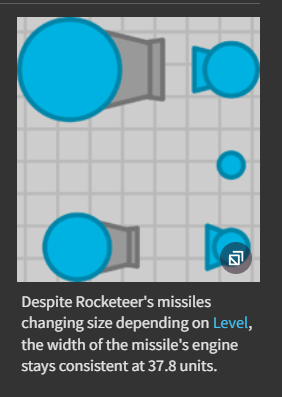 Despite Rocketeer's missiles
changing size depending on Level,
the width of the missile's engine
stays consistent at 37.8 units.